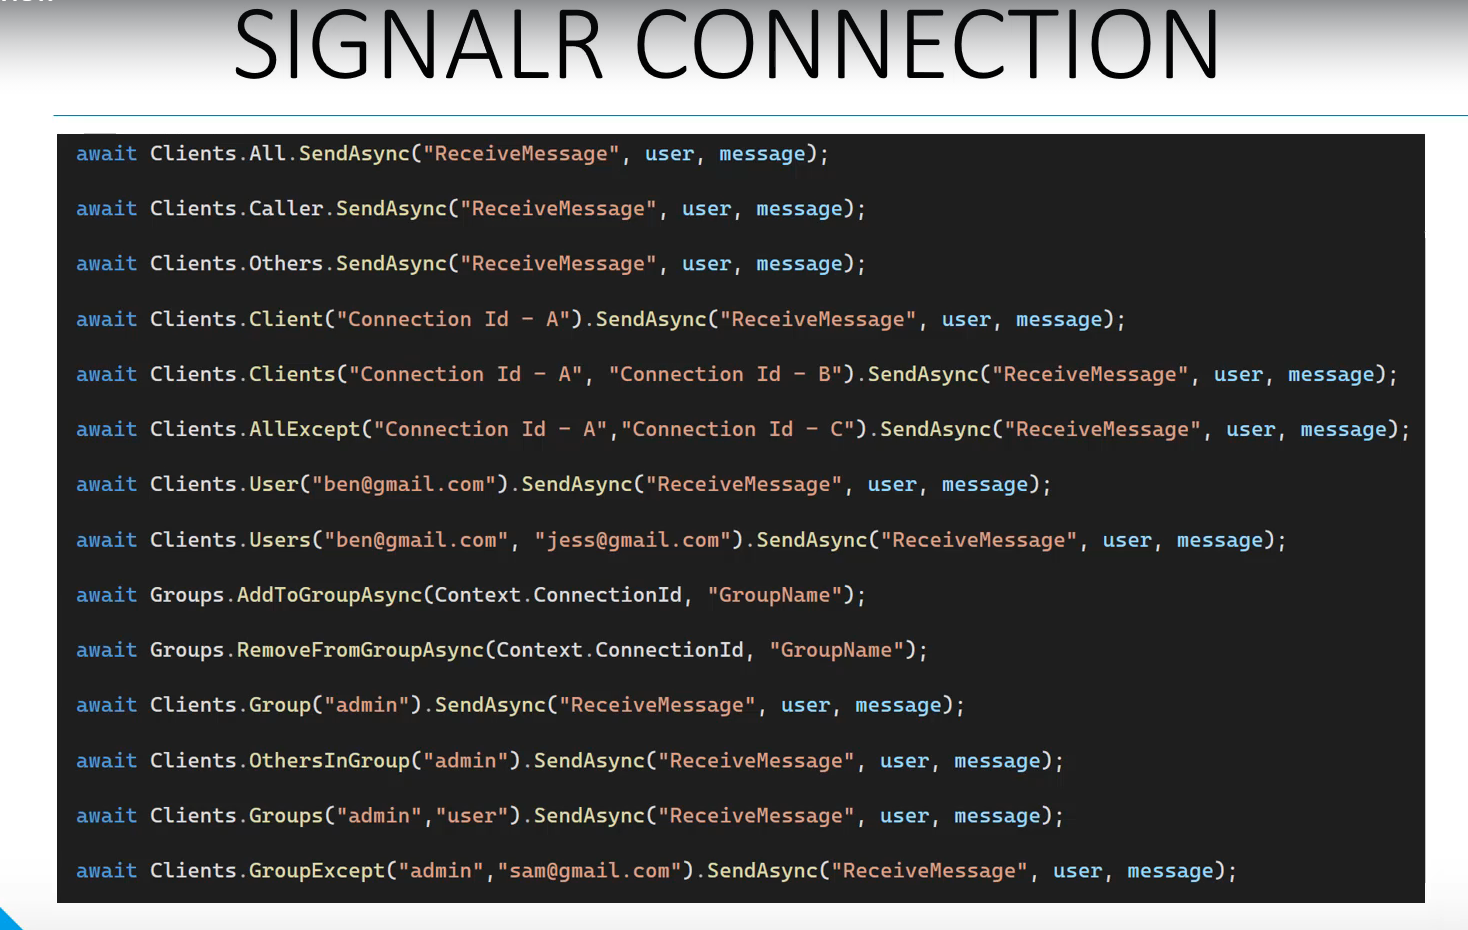 SIGNALR CONNECTION
await Clients.All.SendAsync("ReceiveMessage", user, message);
await Clients.Caller.SendAsync("ReceiveMessage", user, message);
await Clients.Others.SendAsync("ReceiveMessage", user, message);
await Clients.Client("Connection Id - A").SendAsync("ReceiveMessage", user, message);
await Clients.Clients("Connection Id - A", "Connection Id - B").SendAsync("ReceiveMessage", user, message);
await Clients.AllExcept("Connection Id - A","Connection Id - C").SendAsync("ReceiveMessage", user, message);
await Clients.User("ben@gmail.com").SendAsync("ReceiveMessage", user, message);
await Clients.Users("ben@gmail.com", "jess@gmail.com").SendAsync("ReceiveMessage", user, message);
await Groups.AddToGroupAsync(Context.ConnectionId, "GroupName");
await Groups.RemoveFromGroupAsync(Context.ConnectionId, "GroupName");
await Clients.Group("admin").SendAsync("ReceiveMessage", user, message);
await Clients.OthersInGroup("admin").SendAsync("ReceiveMessage", user, message);
await Clients.Groups("admin","user").SendAsync("ReceiveMessage", user, message);
await Clients.GroupExcept("admin","sam@gmail.com").SendAsync("ReceiveMessage", user, message);